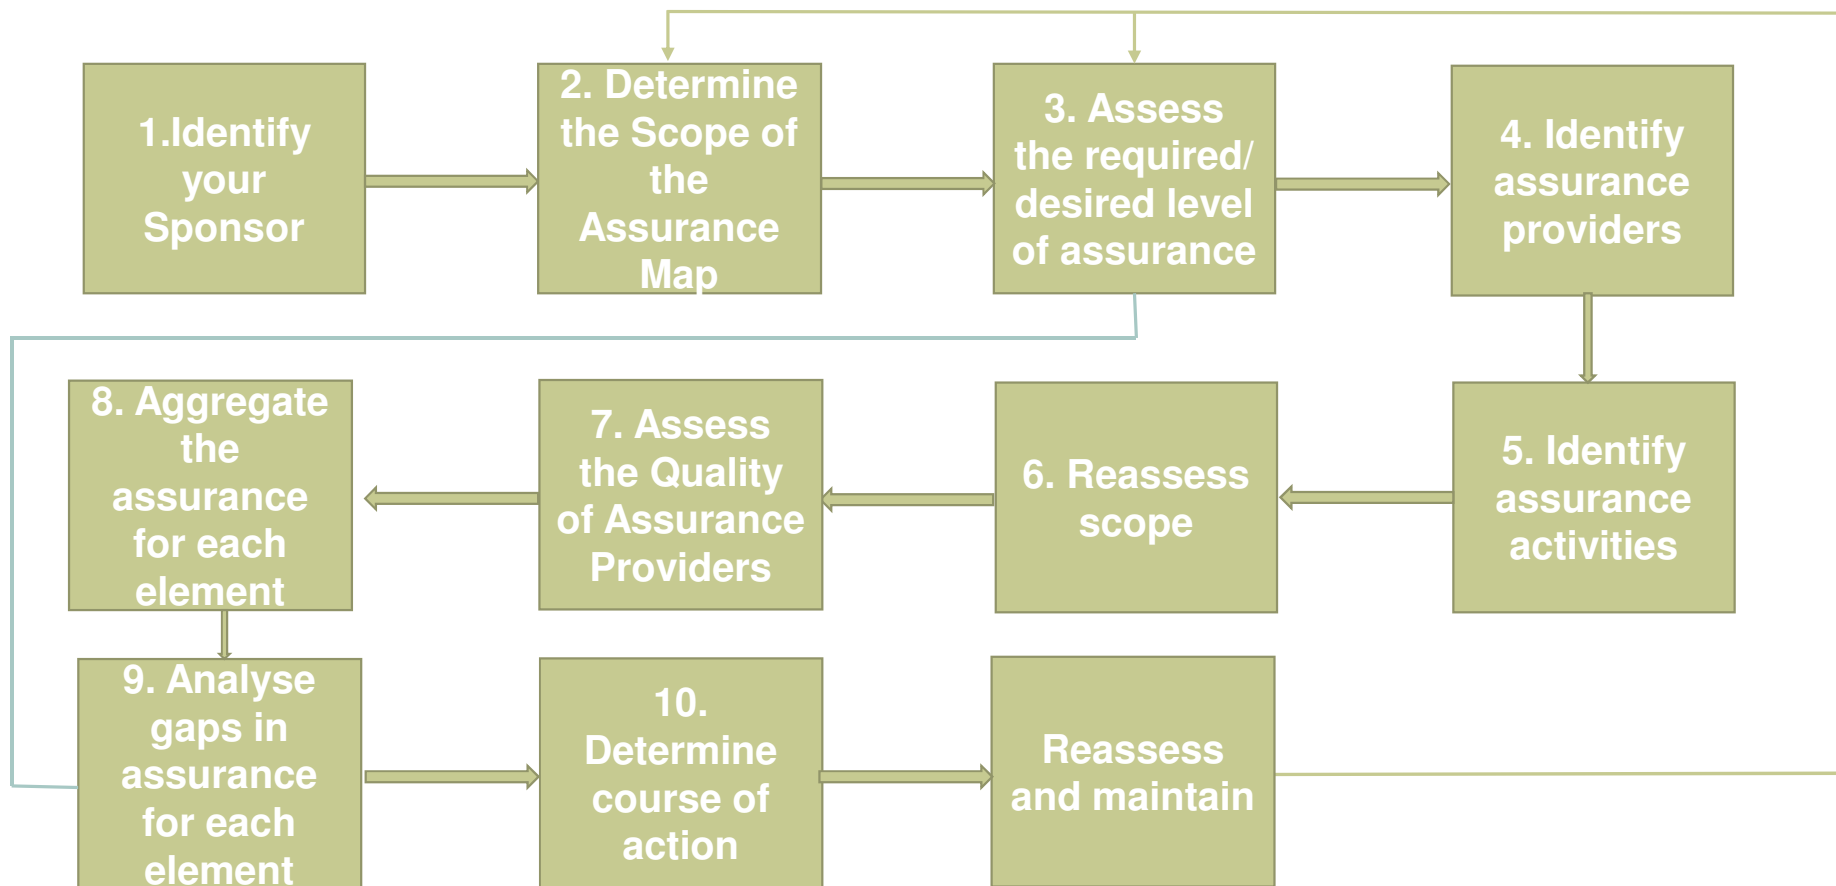 1.Identify
your
Sponsor
2. Determine
the Scope of
the
Assurance
Map
3. Assess
the required/
desired level
of assurance
4. Identify
assurance
providers
5. Identify
assurance
activities
6. Reassess
scope
7. Assess
the Quality
of Assurance
Providers
8. Aggregate
the
assurance
for each
element
9. Analyse
gaps in
assurance
for each
element
10.
Determine
course of
action
Reassess
and maintain